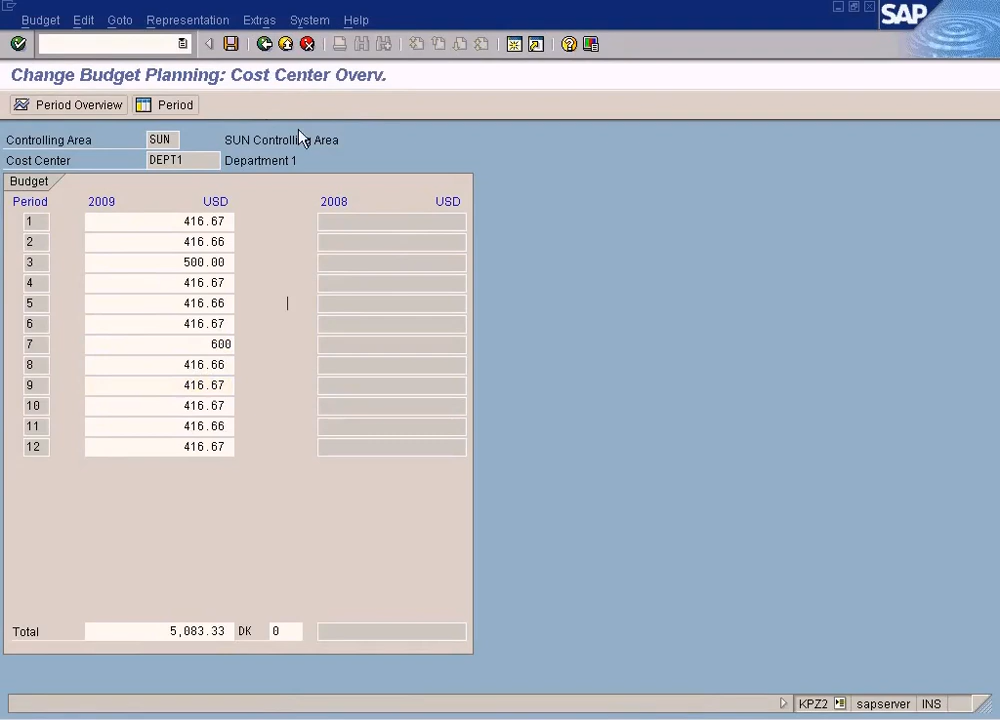 Budget Edit Goto Representation Extras System Help
SAP
Change Budget Planning: Cost Center Overv.
Period Overview Period
Controlling Area SUN SUN Controlling Area
Cost Center DEPT1 Department 1
Budget
Period 2009 USD 2008 USD
1 416.67
2 416.66
3 500.00
4 416.67
5 416.66
6 416.67
7 600
8 416.66
9 416.67
10 416.67
11 416.66
12 416.67
Total 5,083.33 DK 0
KPZ2 sapserver INS